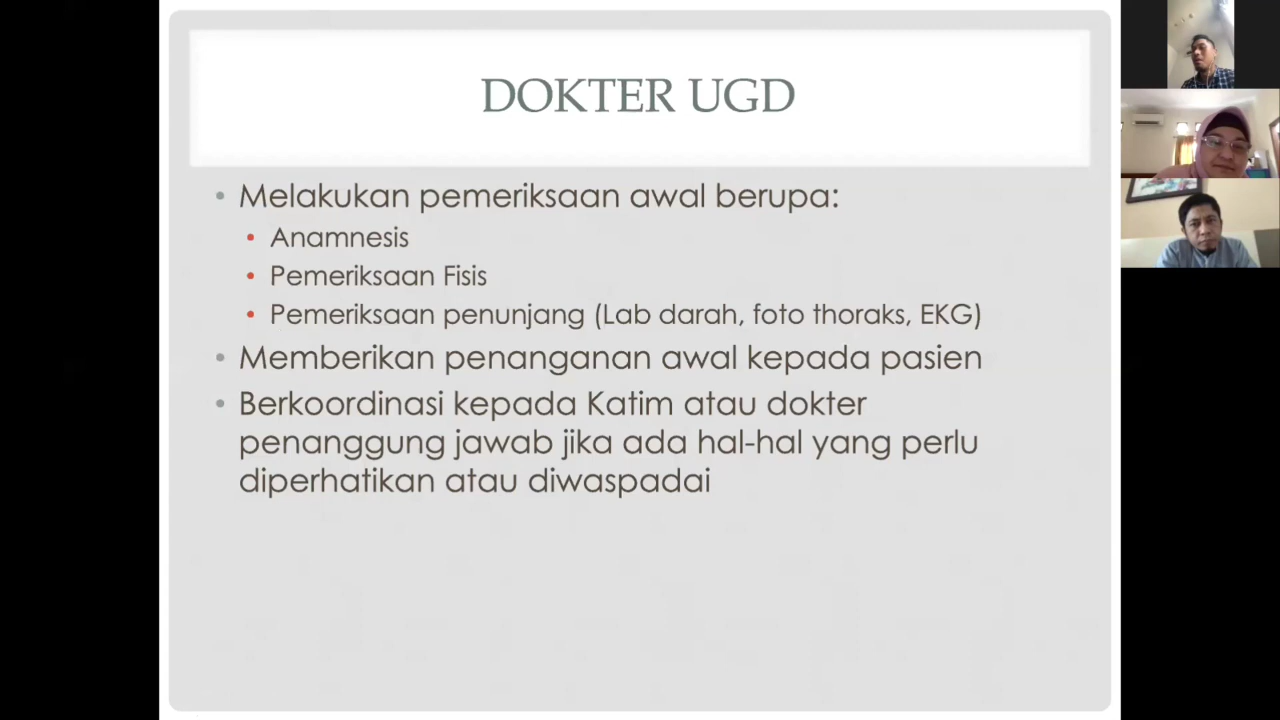 DOKTER UGD
• Melakukan pemeriksaan awal berupa:
• Anamnesis
• Pemeriksaan Fisis
• Pemeriksaan penunjang (Lab darah, foto thoraks, EKG)
• Memberikan penanganan awal kepada pasien
• Berkoordinasi kepada Katim atau dokter
penanggung jawab jika ada hal-hal yang perlu
diperhatikan atau diwaspadai